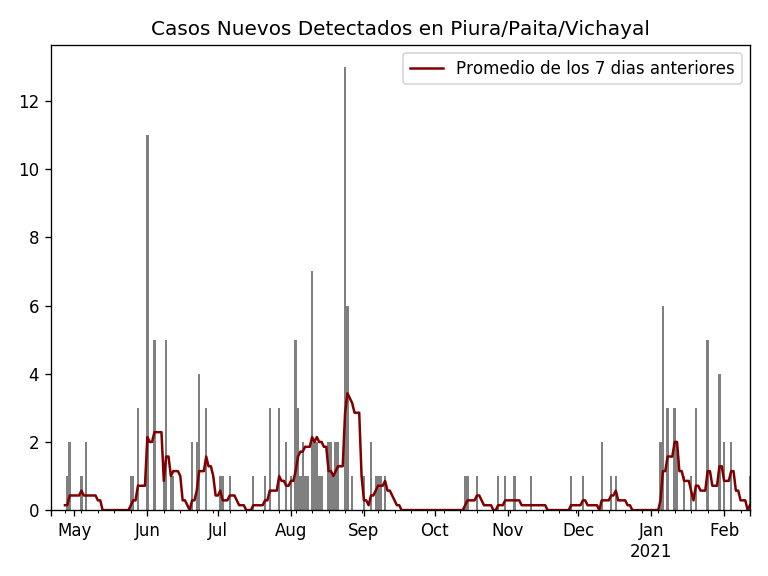 Casos Nuevos Detectados en Piura/Paita/Vichayal
Promedio de los 7 dias anteriores
12
10
8
6
4
2
0
May Jun Jul Aug Sep Oct Nov Dec Jan Feb
2021